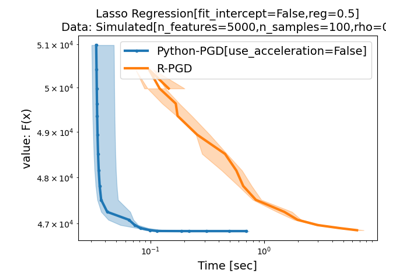 Lasso Regression[fit_intercept=False,reg=0.5]
Data: Simulated[n_features=5000,n_samples=100,rho=0
Python-PGD[use_acceleration=False]
R-PGD
value: F(x)
5.1 × 10⁴
5.0 × 10⁴
4.9 × 10⁴
4.8 × 10⁴
4.7 × 10⁴
10⁻¹
10⁰
Time [sec]